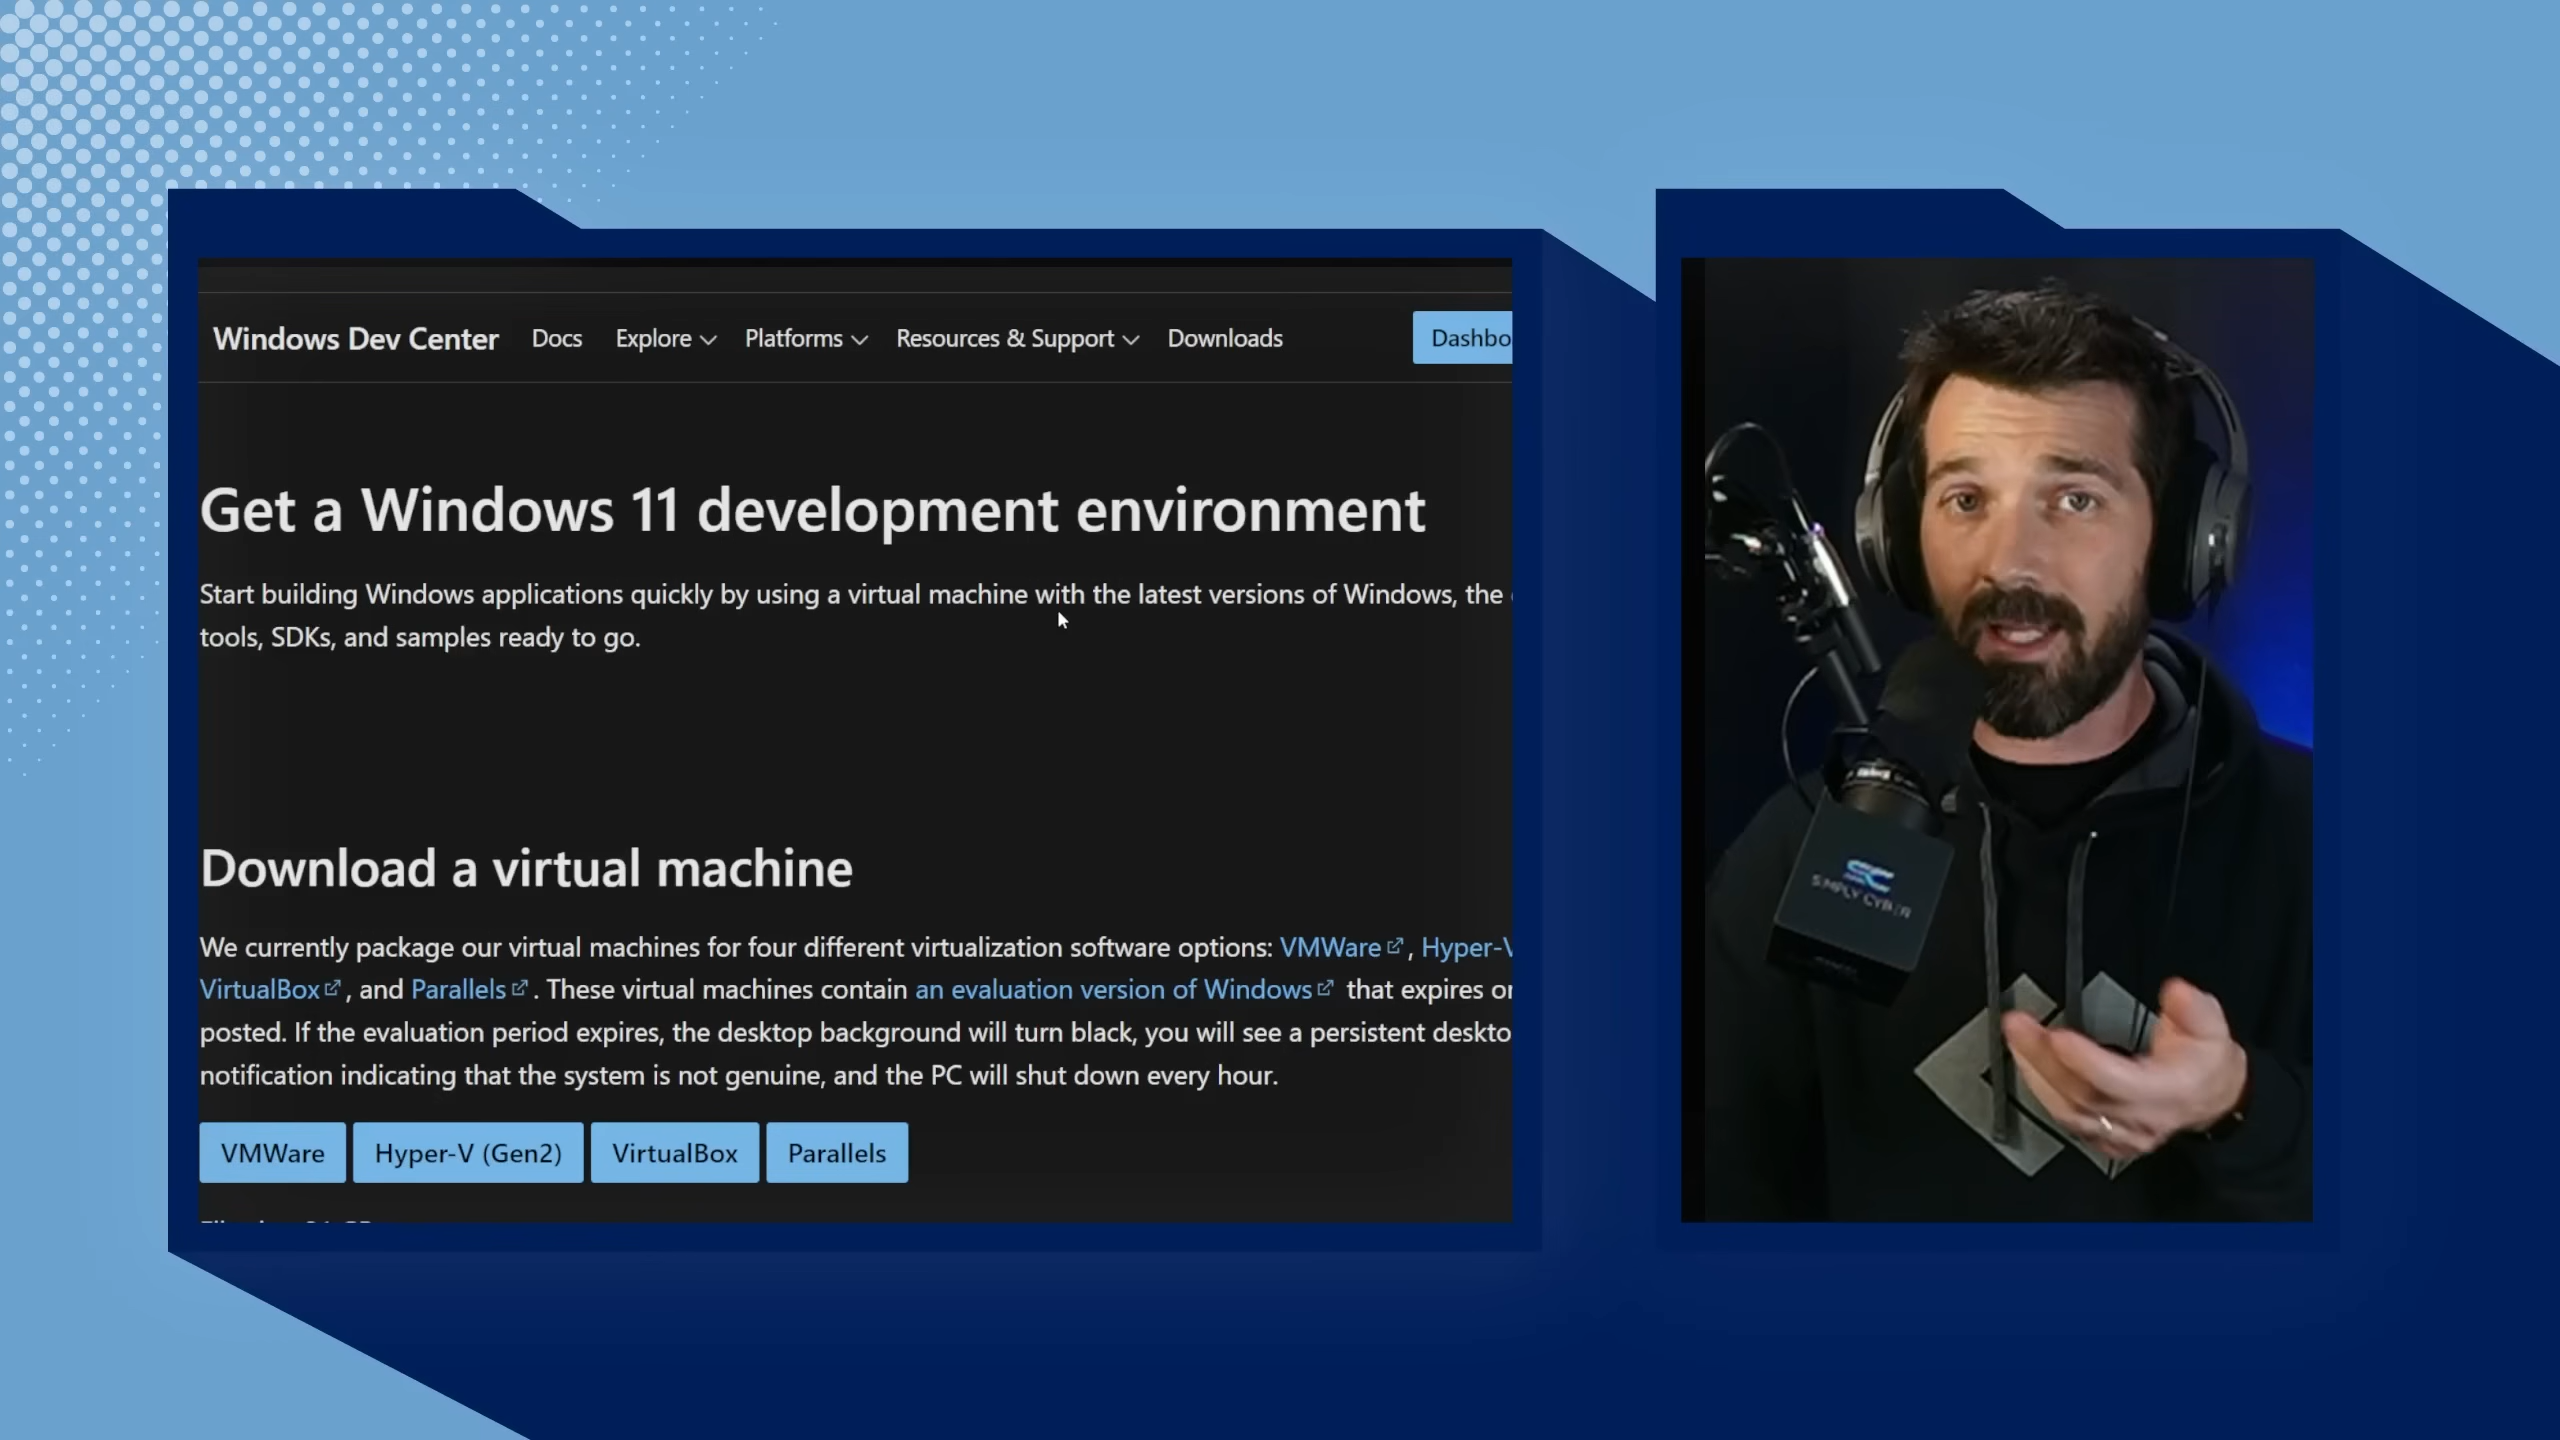 Windows Dev Center Docs Explore Platforms Resources & Support Downloads Dashbo
Get a Windows 11 development environment
Start building Windows applications quickly by using a virtual machine with the latest versions of Windows, the
tools, SDKs, and samples ready to go.
Download a virtual machine
We currently package our virtual machines for four different virtualization software options: VMWare, Hyper-V
VirtualBox, and Parallels. These virtual machines contain an evaluation version of Windows that expires on
posted. If the evaluation period expires, the desktop background will turn black, you will see a persistent deskto
notification indicating that the system is not genuine, and the PC will shut down every hour.
VMWare Hyper-V (Gen2) VirtualBox Parallels
SC
SIMPLY CYBER